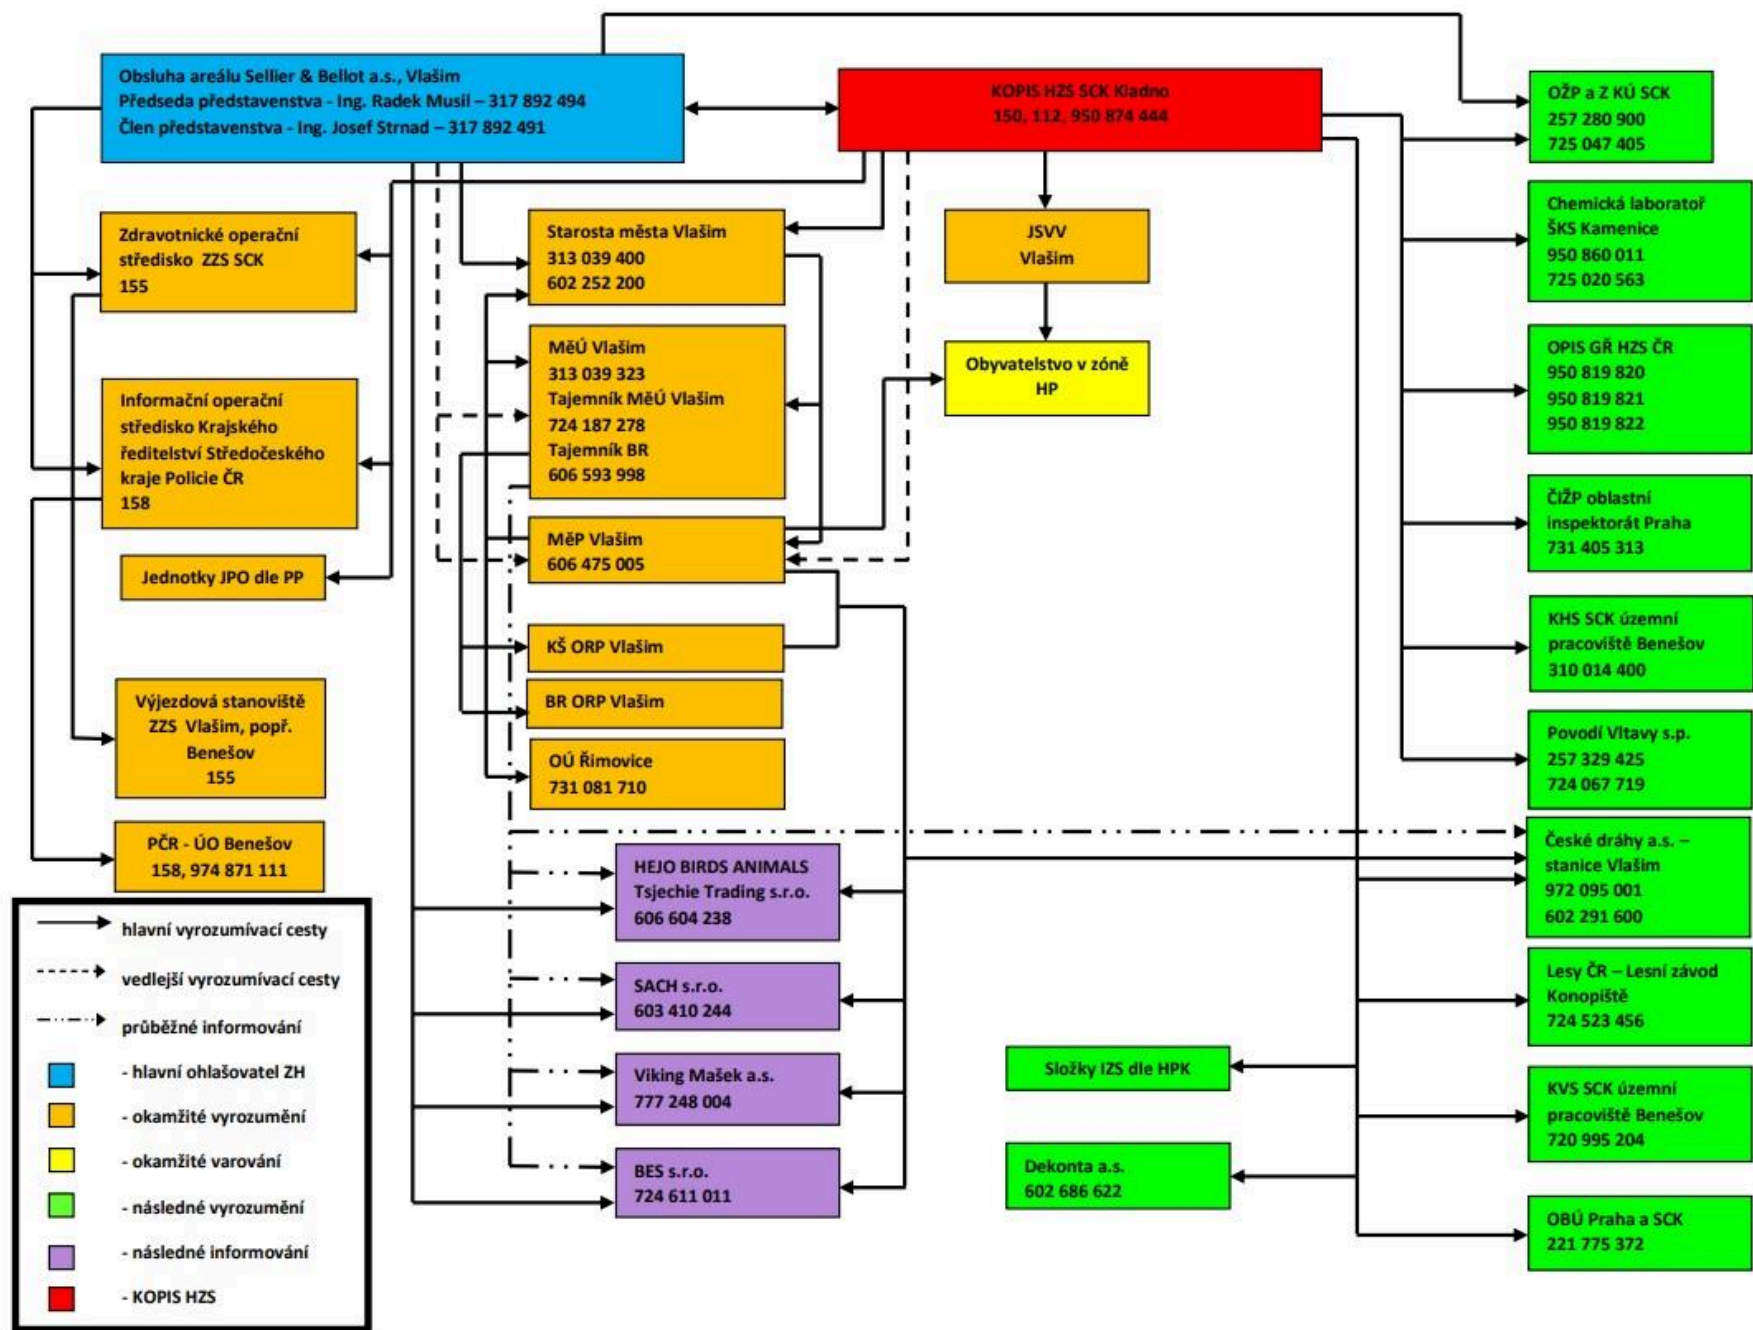 Obsluha areálu Sellier & Bellot a.s., Vlašim
Předseda představenstva - Ing. Radek Musil – 317 892 494
Člen představenstva - Ing. Josef Strnad – 317 892 491
KOPIS HZS SCK Kladno
150, 112, 950 874 444
OŽP a Z KÚ SCK
257 280 900
725 047 405
Zdravotnické operační
středisko ZZS SCK
155
Starosta města Vlašim
313 039 400
602 252 200
JSVV
Vlašim
Chemická laboratoř
ŠKS Kamenice
950 860 011
725 020 563
Informační operační
středisko Krajského
ředitelství Středočeského
kraje Policie ČR
158
MěÚ Vlašim
313 039 323
Tajemník MěÚ Vlašim
724 187 278
Tajemník BR
606 593 998
Obyvatelstvo v zóně
HP
OPIS GŘ HZS ČR
950 819 820
950 819 821
950 819 822
Jednotky JPO dle PP
MěP Vlašim
606 475 005
ČIŽP oblastní
inspektorát Praha
731 405 313
KŠ ORP Vlašim
KHS SCK územní
pracoviště Benešov
310 014 400
Výjezdová stanoviště
ZZS Vlašim, popř.
Benešov
155
BR ORP Vlašim
OÚ Římovice
731 081 710
Povodí Vltavy s.p.
257 329 425
724 067 719
PČR - ÚO Benešov
158, 974 871 111
HEJO BIRDS ANIMALS
Tsjechie Trading s.r.o.
606 604 238
České dráhy a.s. –
stanice Vlašim
972 095 001
602 291 600
SACH s.r.o.
603 410 244
Lesy ČR – Lesní závod
Konopiště
724 523 456
Viking Mašek a.s.
777 248 004
Složky IZS dle HPK
KVS SCK územní
pracoviště Benešov
720 995 204
BES s.r.o.
724 611 011
Dekonta a.s.
602 686 622
OBÚ Praha a SCK
221 775 372
hlavní vyrozumívací cesty
vedlejší vyrozumívací cesty
průběžné informování
- hlavní ohlašovatel ZH
- okamžité vyrozumění
- okamžité varování
- následné vyrozumění
- následné informování
- KOPIS HZS